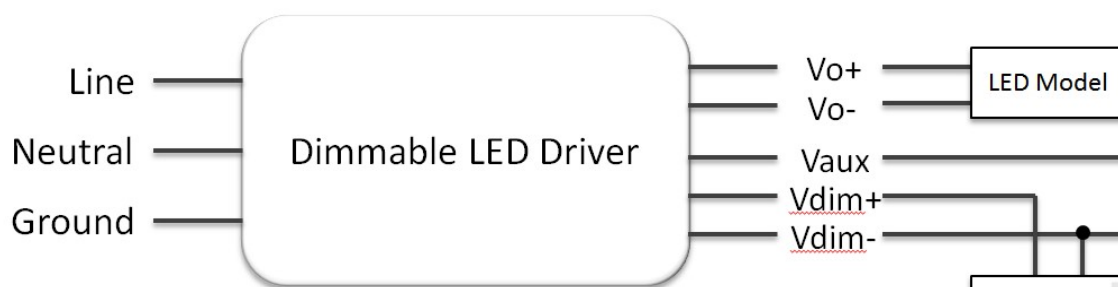 Line
Neutral
Ground
Dimmable LED Driver
Vo+
Vo-
Vaux
Vdim+
Vdim-
LED Model